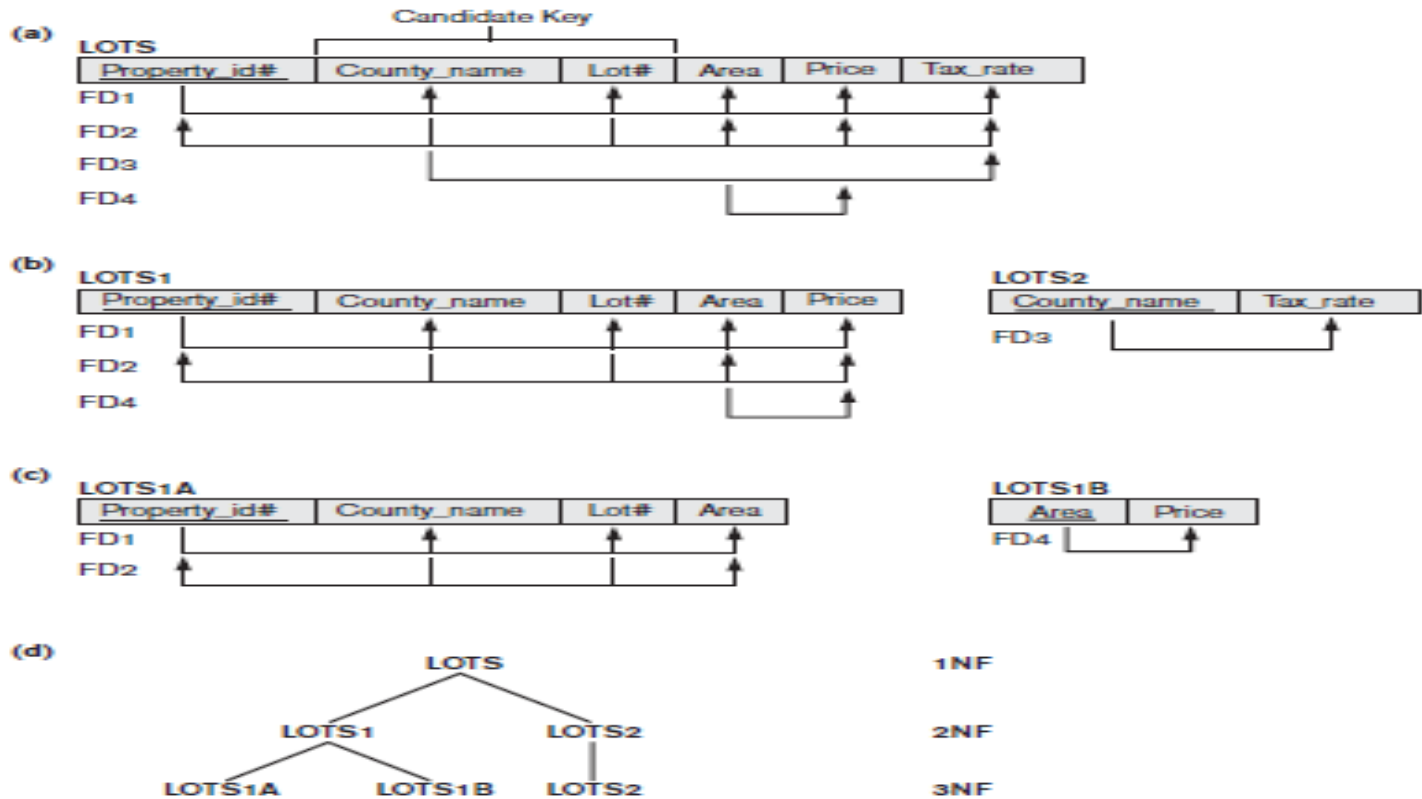 Candidate Key
(a)
LOTS
Property_id# County_name Lot# Area Price Tax_rate
FD1
FD2
FD3
FD4
(b)
LOTS1 LOTS2
Property_id# County_name Lot# Area Price County_name Tax_rate
FD1 FD3
FD2
FD4
(c)
LOTS1A LOTS1B
Property_id# County_name Lot# Area Area Price
FD1 FD4
FD2
(d)
LOTS 1NF
LOTS1 LOTS2 2NF
LOTS1A LOTS1B LOTS2 3NF